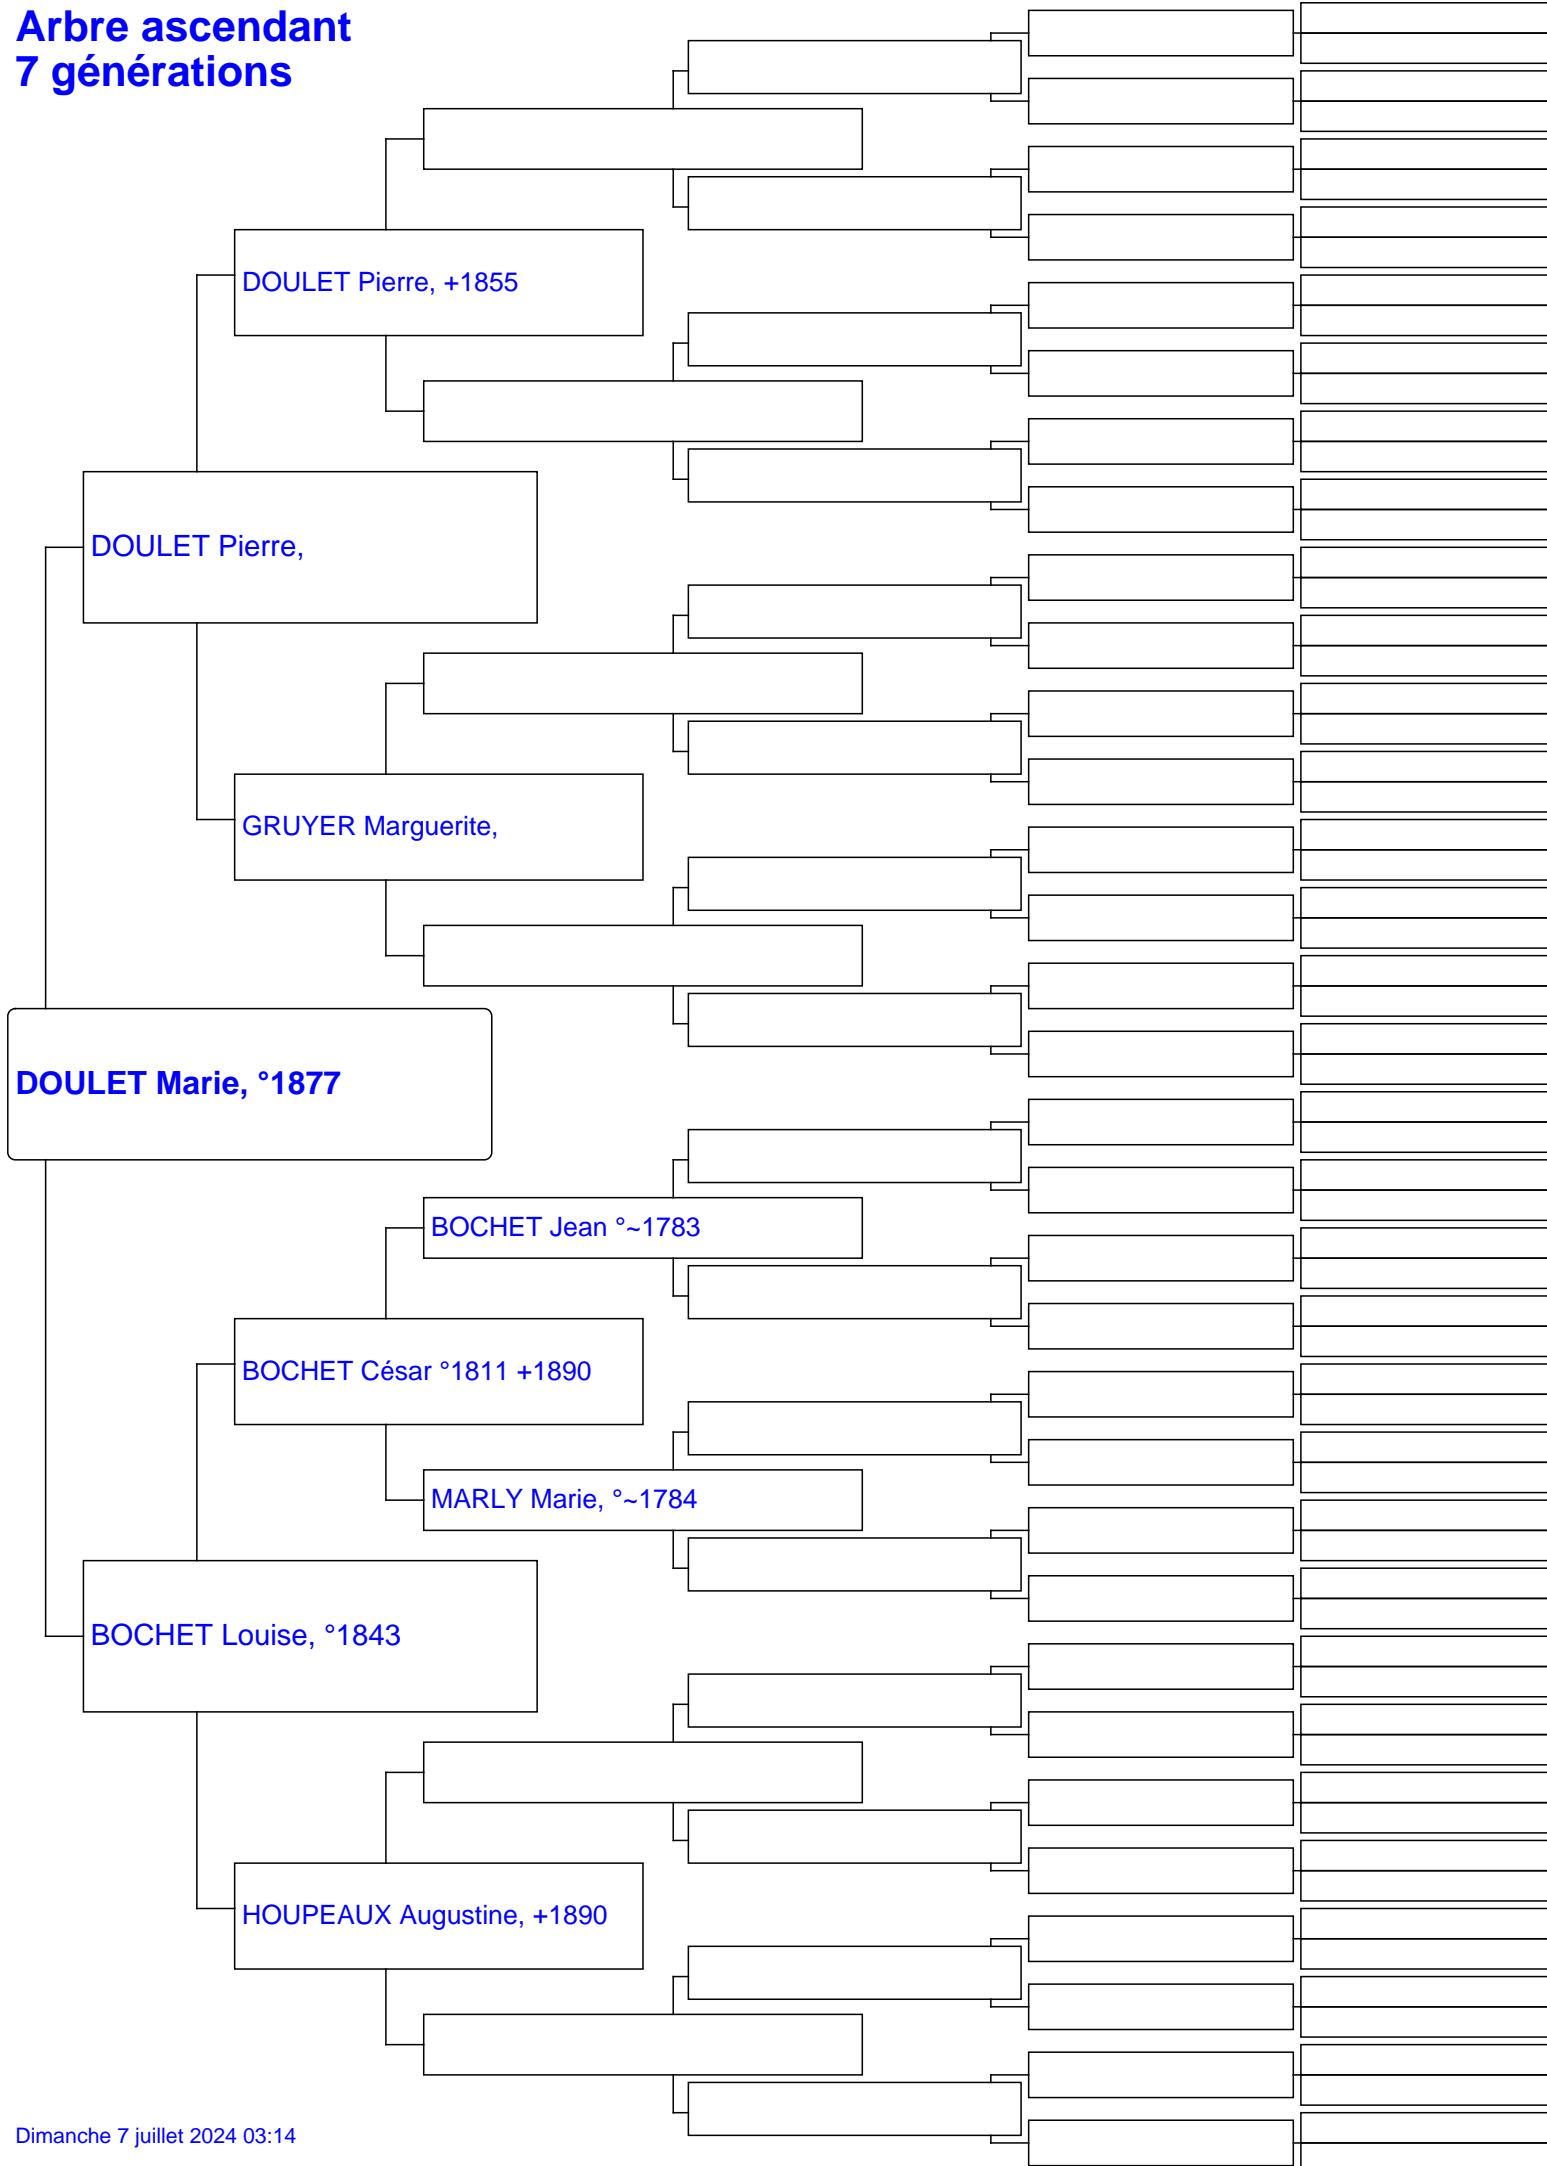 Arbre ascendant
7 générations
DOULET Pierre, +1855
DOULET Pierre,
GRUYER Marguerite,
DOULET Marie, °1877
BOCHET Jean °~1783
BOCHET César °1811 +1890
MARLY Marie, °~1784
BOCHET Louise, °1843
HOUPEAUX Augustine, +1890
Dimanche 7 juillet 2024 03:14